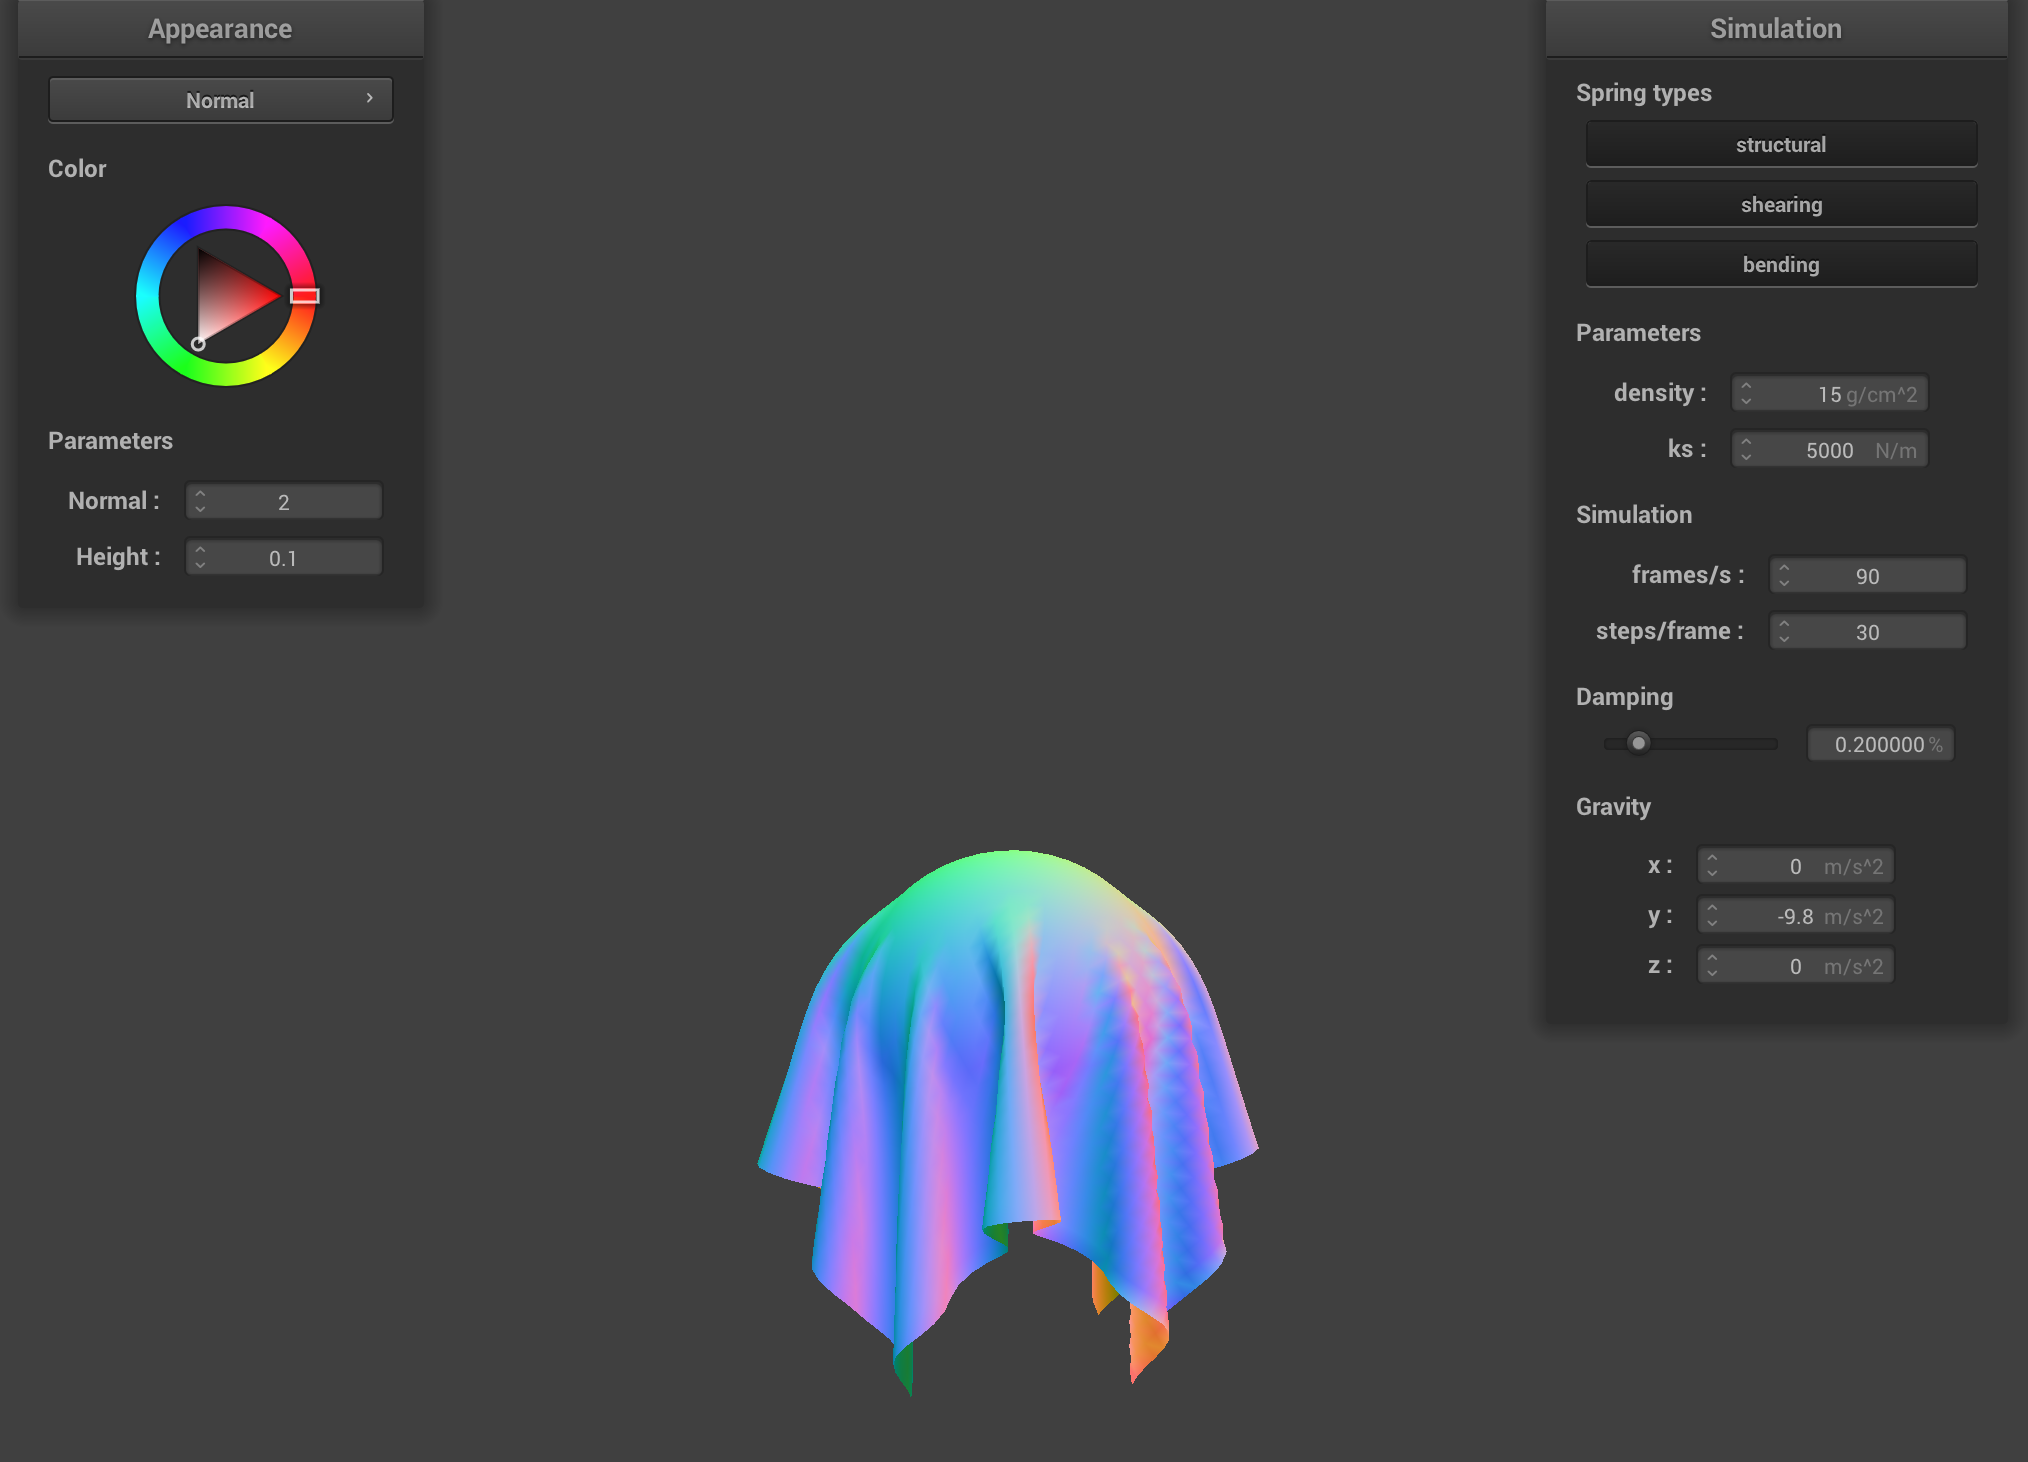 Appearance
Normal
Color
Parameters
Normal : 2
Height : 0.1
Simulation
Spring types
structural
shearing
bending
Parameters
density : 15 g/cm^2
ks : 5000 N/m
Simulation
frames/s : 90
steps/frame : 30
Damping
0.200000 %
Gravity
x : 0 m/s^2
y : -9.8 m/s^2
z : 0 m/s^2